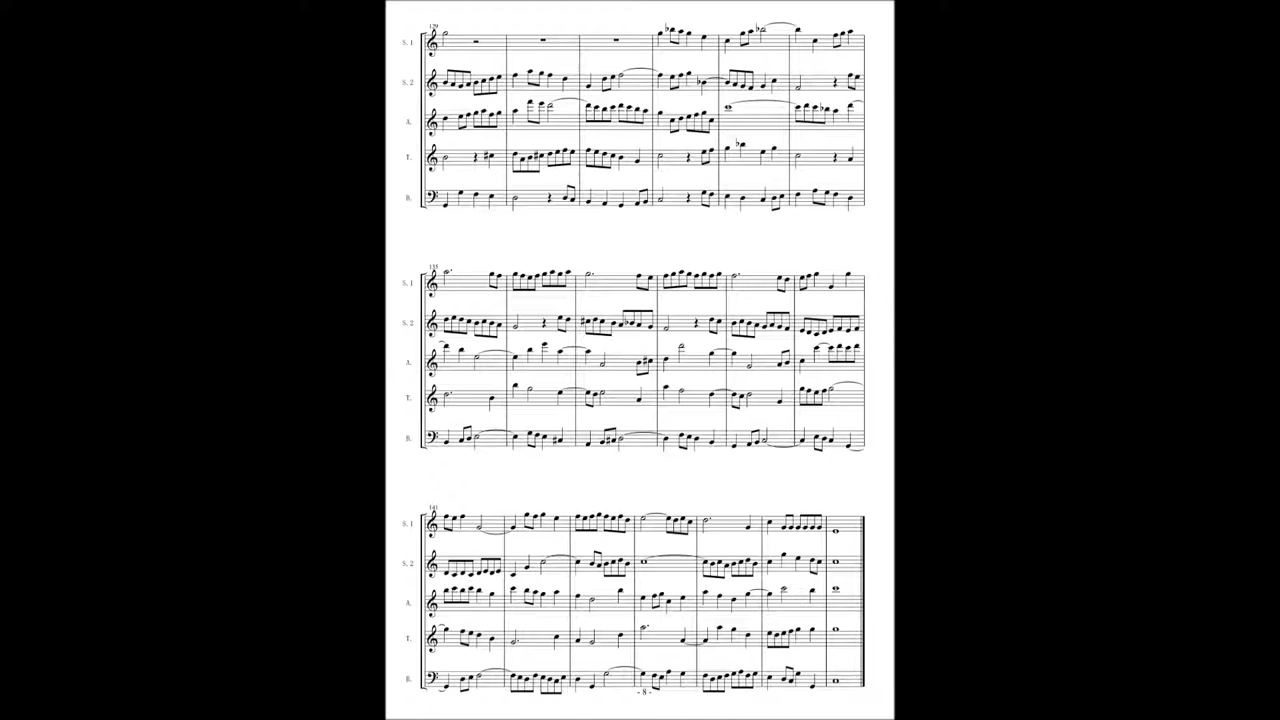 129
S. 1
S. 2
A.
T.
B.
135
S. 1
S. 2
A.
T.
B.
141
S. 1
S. 2
A.
T.
B.
- 8 -